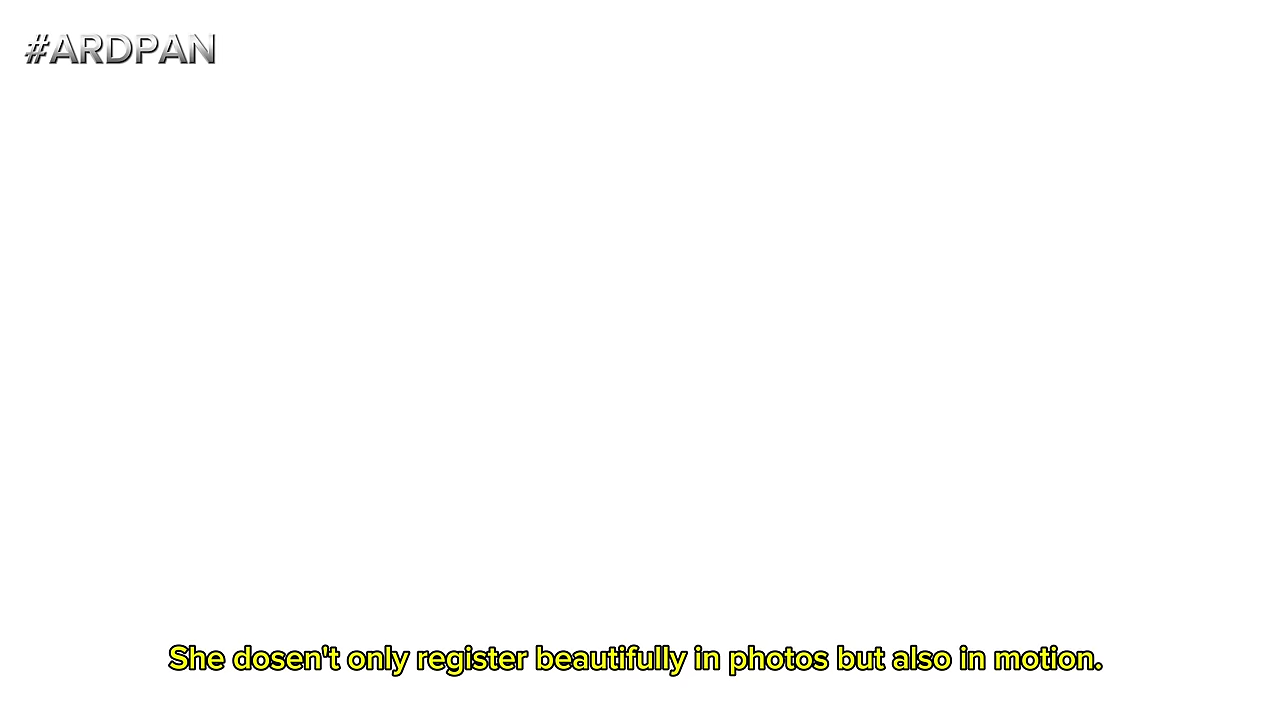 #ARDPAN
She dosen't only register beautifully in photos but also in motion.